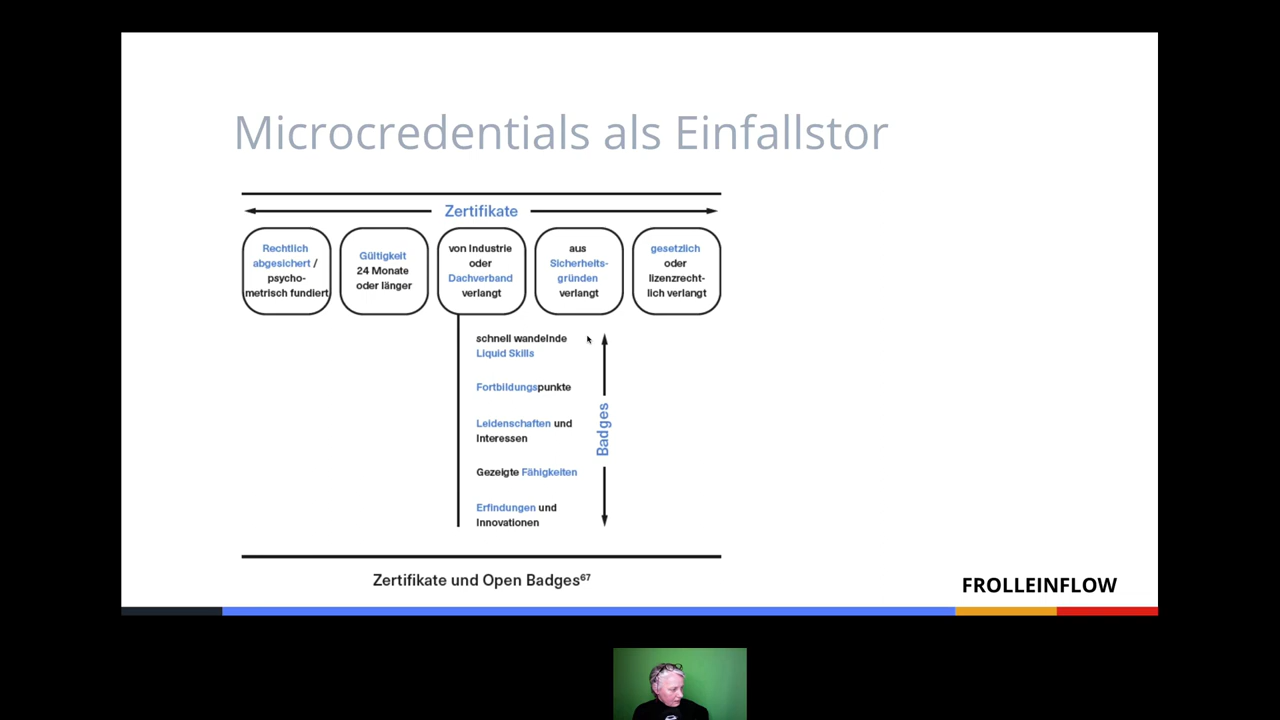 Microcredentials als Einfallstor
Zertifikate
Rechtlich
abgesichert /
psycho-
metrisch fundiert
Gültigkeit
24 Monate
oder länger
von Industrie
oder
Dachverband
verlangt
aus
Sicherheits-
gründen
verlangt
gesetzlich
oder
lizenzrecht-
lich verlangt
schnell wandelnde
Liquid Skills
Fortbildungspunkte
Leidenschaften und
Interessen
Gezeigte Fähigkeiten
Erfindungen und
Innovationen
Badges
Zertifikate und Open Badges⁶⁷
FROLLEINFLOW